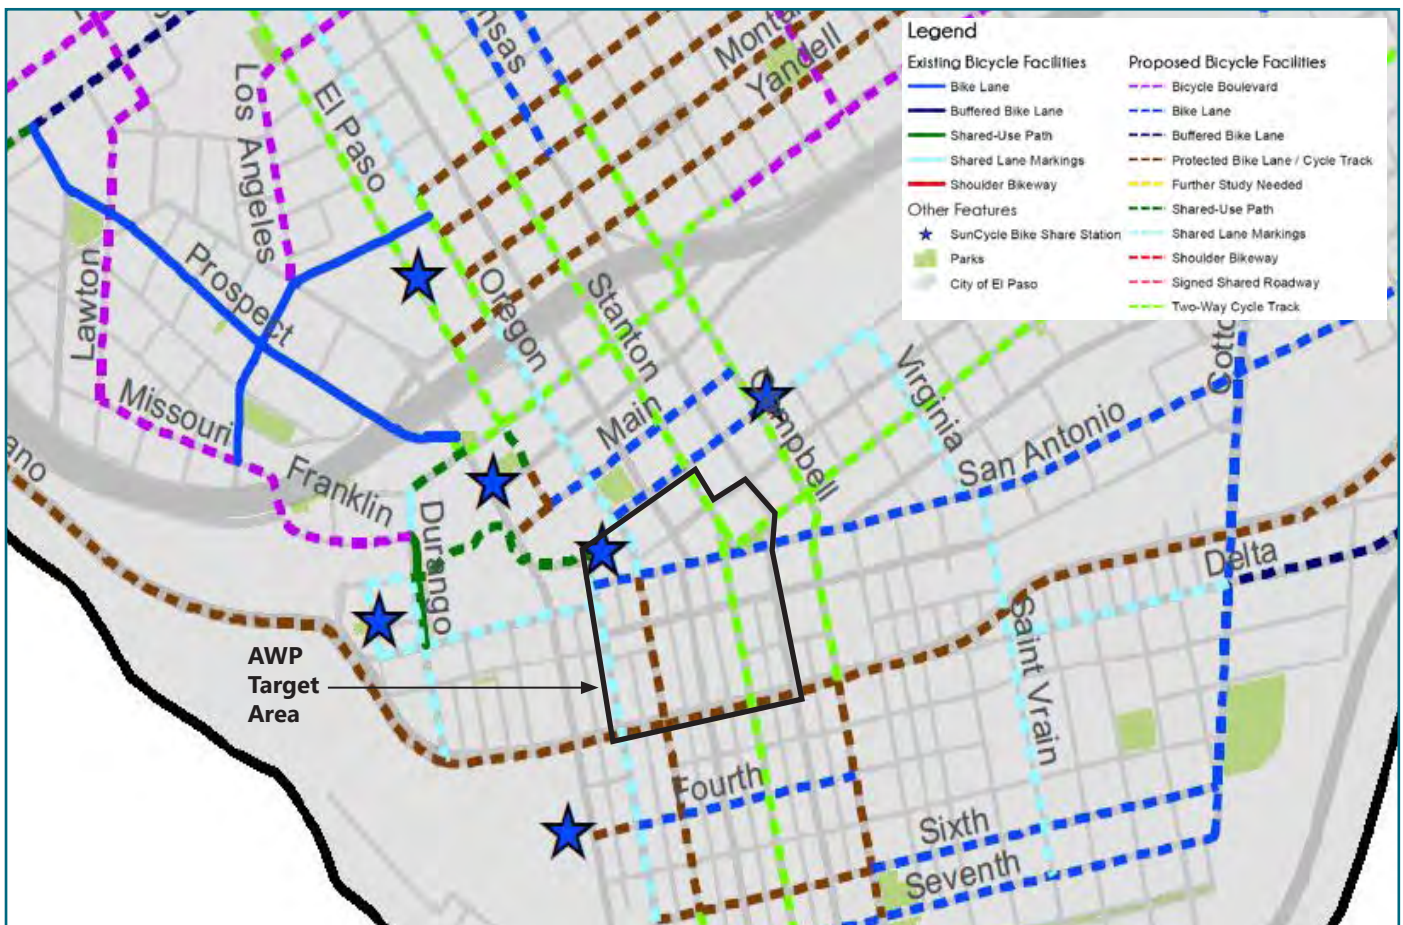 Legend
Existing Bicycle Facilities
Bike Lane
Buffered Bike Lane
Shared-Use Path
Shared Lane Markings
Shoulder Bikeway
Other Features
SunCycle Bike Share Station
Parks
City of El Paso
Proposed Bicycle Facilities
Bicycle Boulevard
Bike Lane
Buffered Bike Lane
Protected Bike Lane / Cycle Track
Further Study Needed
Shared-Use Path
Shared Lane Markings
Shoulder Bikeway
Signed Shared Roadway
Two-Way Cycle Track
nsas
Monta
Yandell
Los Angeles
El Paso
Lawton
Prospect
Oregon
Stanton
Missouri
Main
Campbell
Virginia
Cotto
San Antonio
ano
Franklin
Durango
Delta
Saint Vrain
AWP
Target
Area
Fourth
Sixth
Seventh